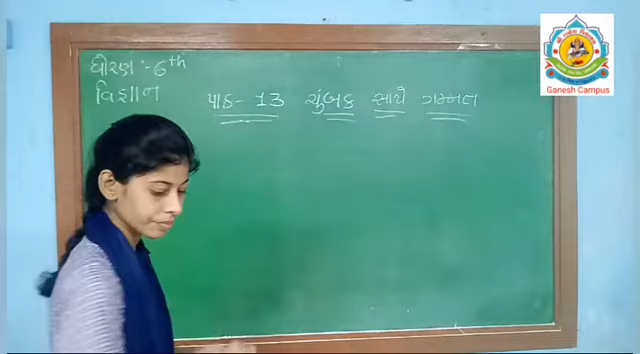 ધોરણ :- 6th
વિજ્ઞાન
પાઠ - 13 ચુંબક સાથે ગમ્મત
Ganesh Campus